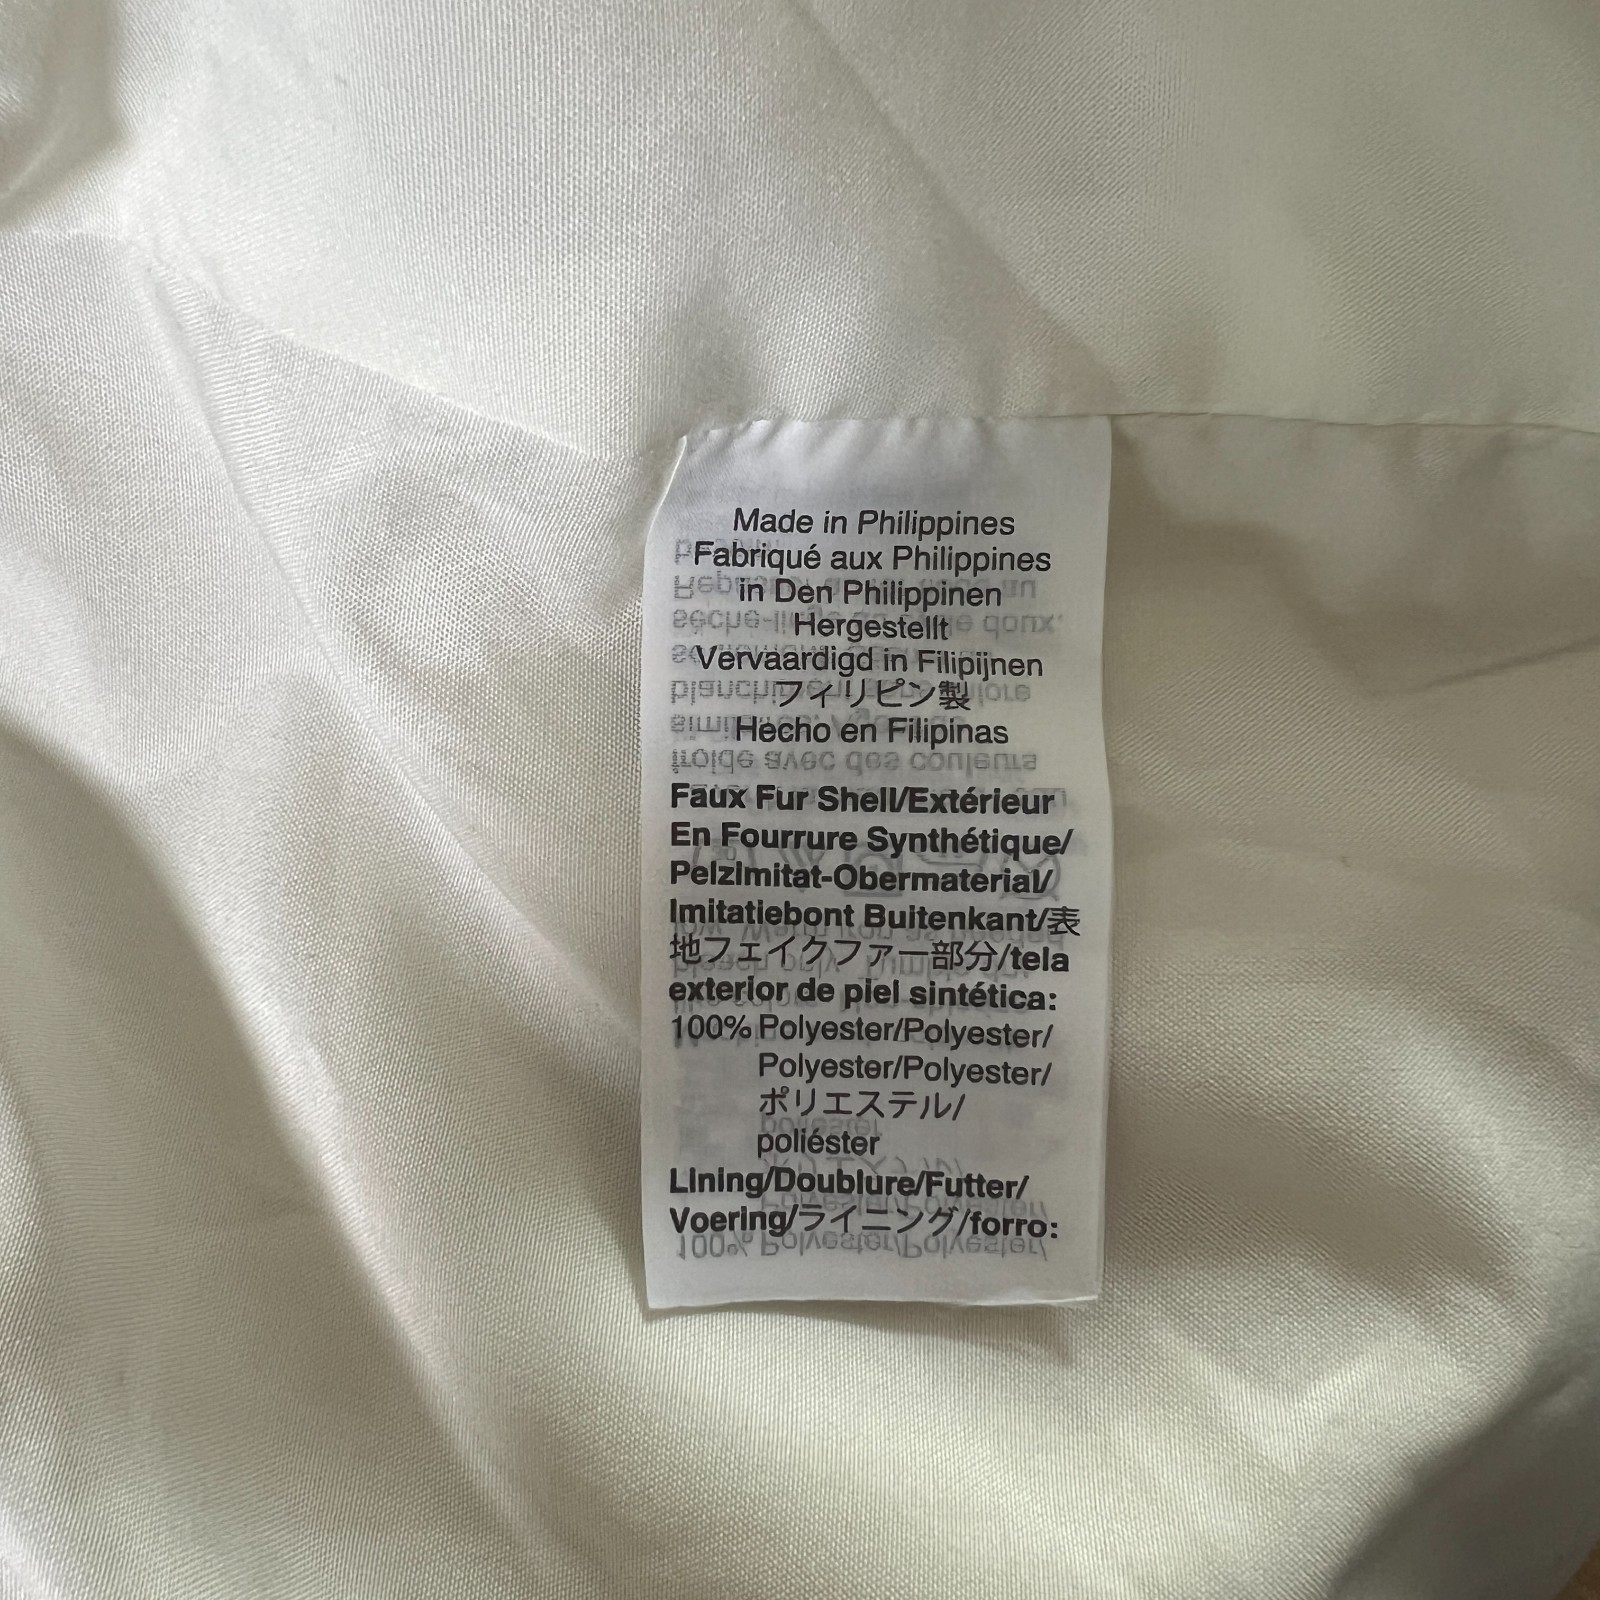 Made in Philippines
Fabriqué aux Philippines
in Den Philippinen
Hergestellt
Vervaardigd in Filipijnen
フィリピン製
Hecho en Filipinas
Faux Fur Shell/Extérieur
En Fourrure Synthétique/
Pelzimitat-Obermaterial/
Imitatiebont Buitenkant/表
地フェイクファー部分/tela
exterior de piel sintética:
100% Polyester/Polyester/
Polyester/Polyester/
ポリエステル/
poliéster
Lining/Doublure/Futter/
Voering/ライニング/forro: